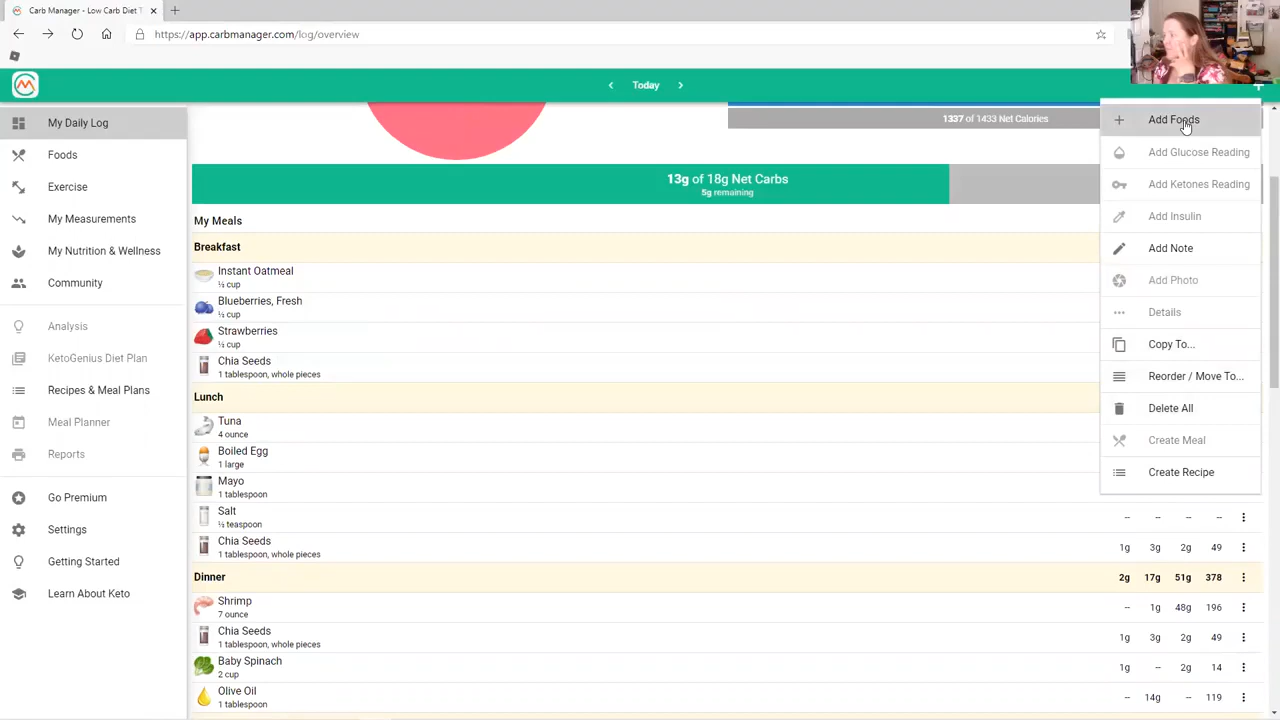 Carb Manager - Low Carb Diet T
https://app.carbmanager.com/log/overview
Today
My Daily Log
Foods
Exercise
My Measurements
My Nutrition & Wellness
Community
Analysis
KetoGenius Diet Plan
Recipes & Meal Plans
Meal Planner
Reports
Go Premium
Settings
Getting Started
Learn About Keto
1337 of 1433 Net Calories
13g of 18g Net Carbs
5g remaining
My Meals
Breakfast
Instant Oatmeal
½ cup
Blueberries, Fresh
½ cup
Strawberries
½ cup
Chia Seeds
1 tablespoon, whole pieces
Lunch
Tuna
4 ounce
Boiled Egg
1 large
Mayo
1 tablespoon
Salt -- -- -- --
½ teaspoon
Chia Seeds 1g 3g 2g 49
1 tablespoon, whole pieces
Dinner 2g 17g 51g 378
Shrimp -- 1g 48g 196
7 ounce
Chia Seeds 1g 3g 2g 49
1 tablespoon, whole pieces
Baby Spinach 1g -- 2g 14
2 cup
Olive Oil -- 14g -- 119
1 tablespoon
Add Foods
Add Glucose Reading
Add Ketones Reading
Add Insulin
Add Note
Add Photo
Details
Copy To...
Reorder / Move To...
Delete All
Create Meal
Create Recipe